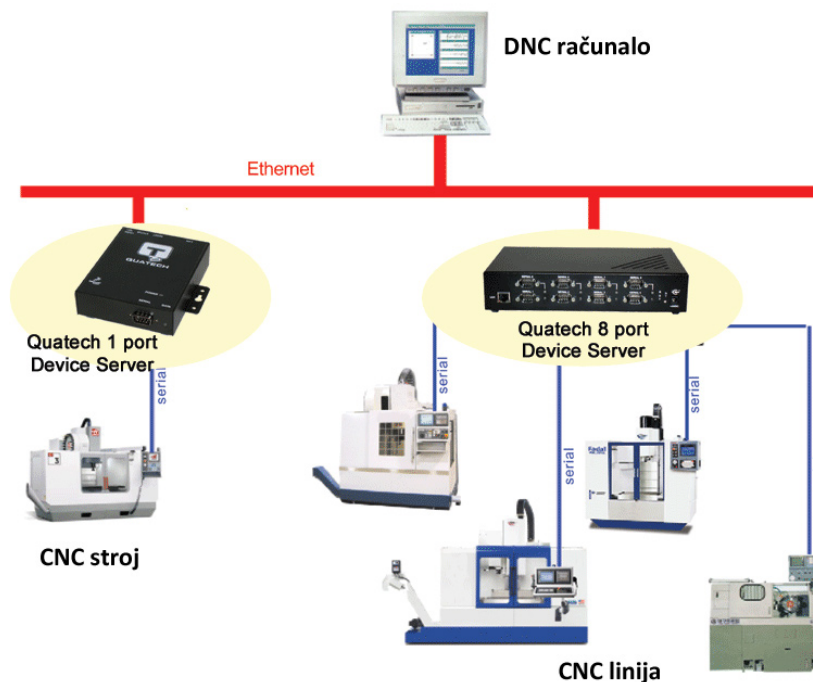 DNC računalo
Ethernet
QUATECH
Quatech 1 port
Device Server
Quatech 8 port
Device Server
serial
serial
serial
serial
Fadal
CNC stroj
CNC linija